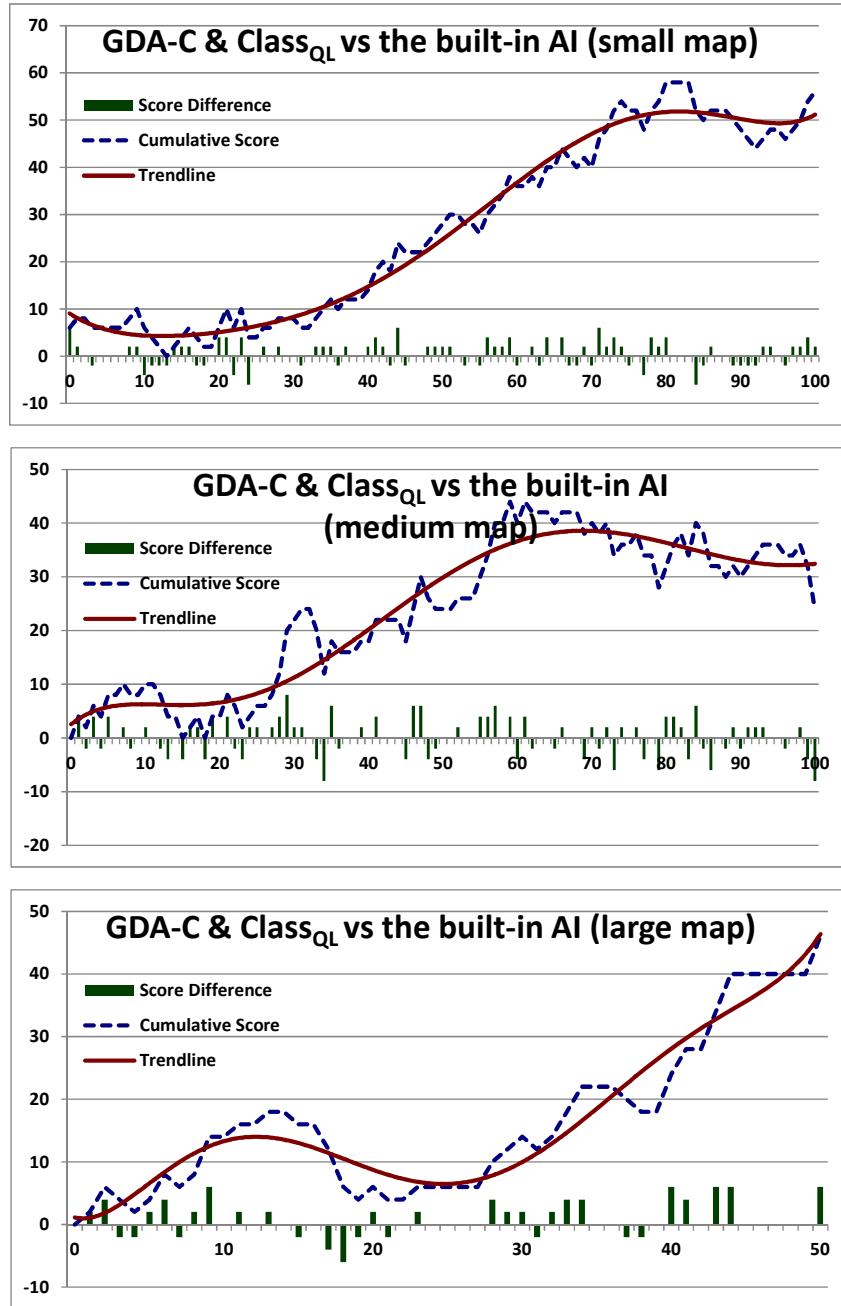 GDA-C & ClassQL vs the built-in AI (small map)
70
60
50
40
30
20
10
0
-10
Score Difference
Cumulative Score
Trendline
0 10 20 30 40 50 60 70 80 90 100
GDA-C & ClassQL vs the built-in AI
(medium map)
50
40
30
20
10
0
-10
-20
Score Difference
Cumulative Score
Trendline
0 10 20 30 40 50 60 70 80 90 100
GDA-C & ClassQL vs the built-in AI (large map)
50
40
30
20
10
0
-10
Score Difference
Cumulative Score
Trendline
0 10 20 30 40 50